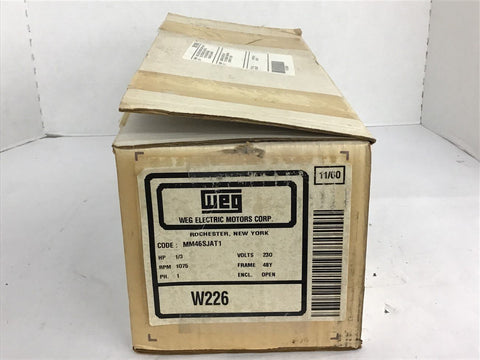 weg
WEG ELECTRIC MOTORS CORP.
ROCHESTER, NEW YORK
CODE : MM46SJAT1
HP 1/3 VOLTS 230
RPM 1075 FRAME 48Y
PH. 1 ENCL. OPEN
W226
11/60